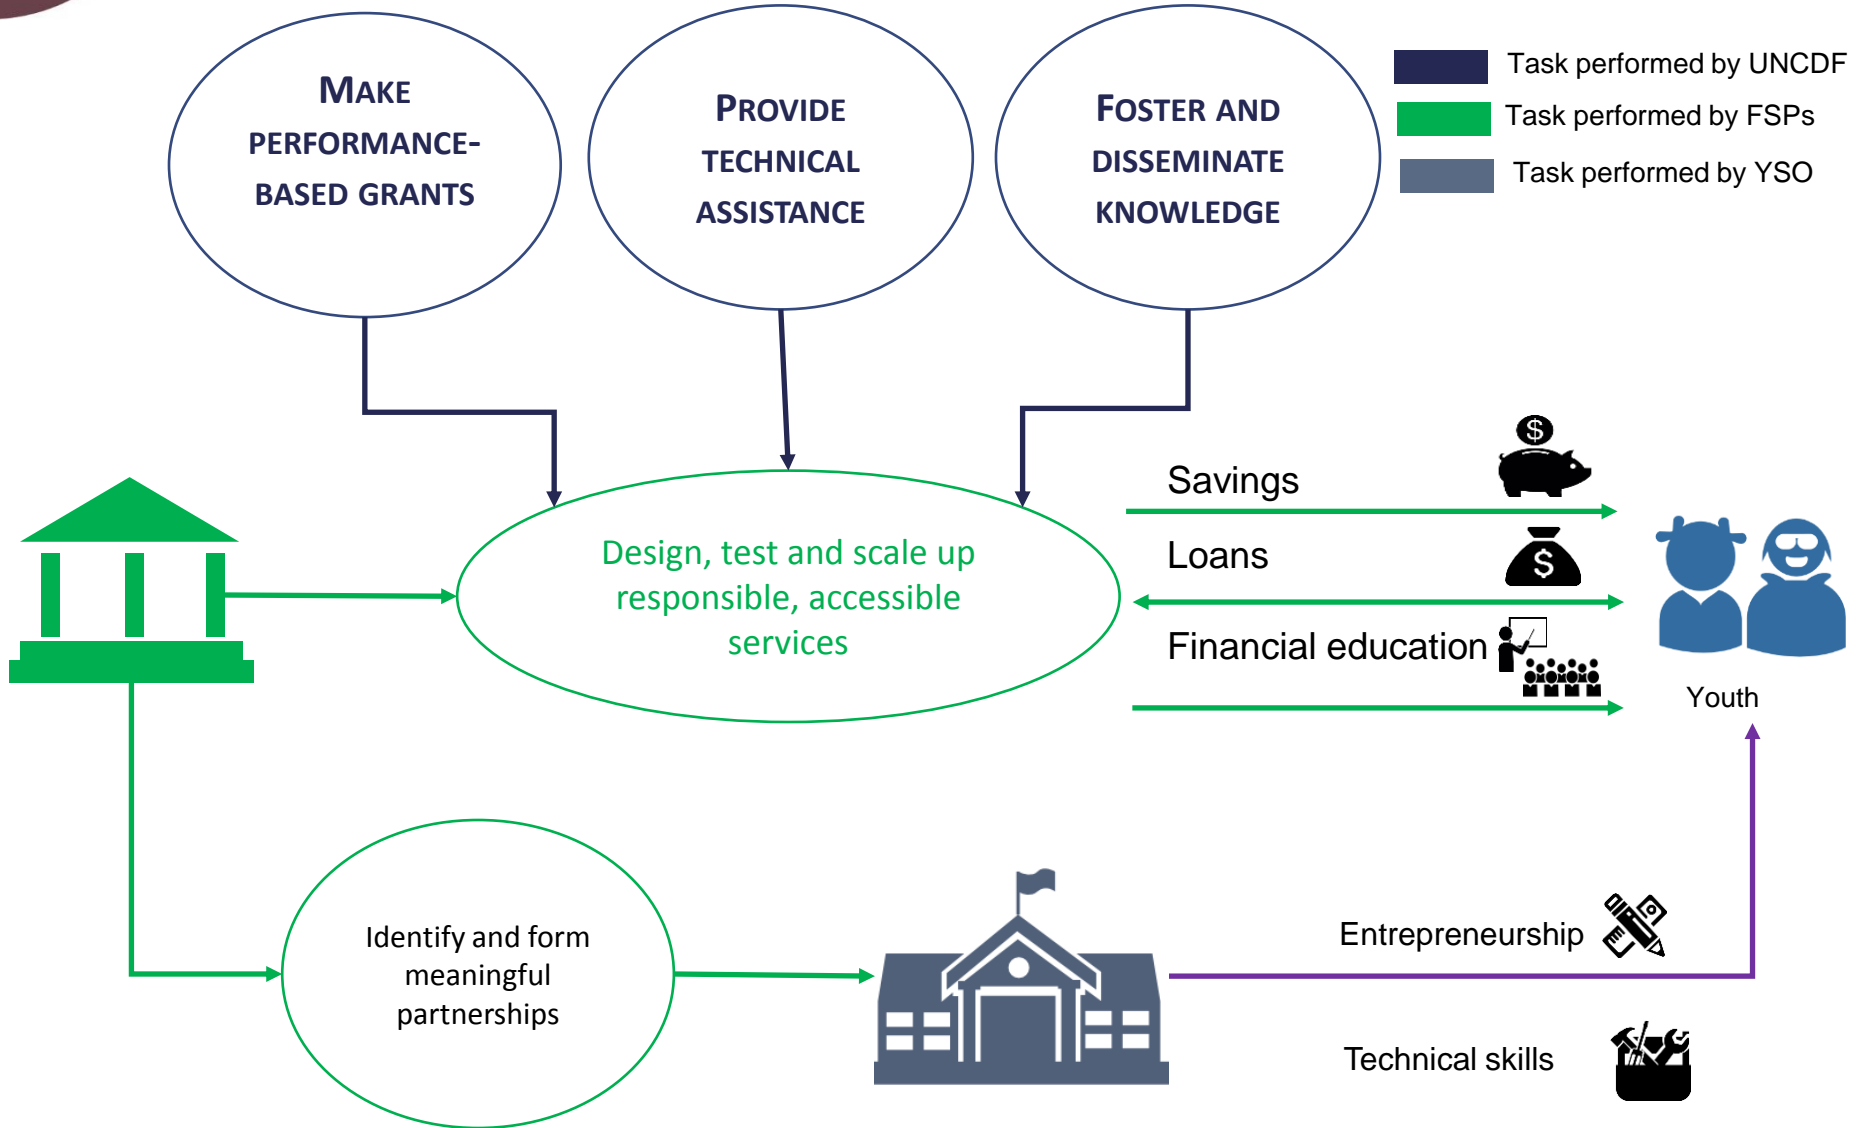 MAKE
PERFORMANCE-
BASED GRANTS
PROVIDE
TECHNICAL
ASSISTANCE
FOSTER AND
DISSEMINATE
KNOWLEDGE
Task performed by UNCDF
Task performed by FSPs
Task performed by YSO
Design, test and scale up
responsible, accessible
services
Savings
Loans
Financial education
Youth
Identify and form
meaningful
partnerships
Entrepreneurship
Technical skills